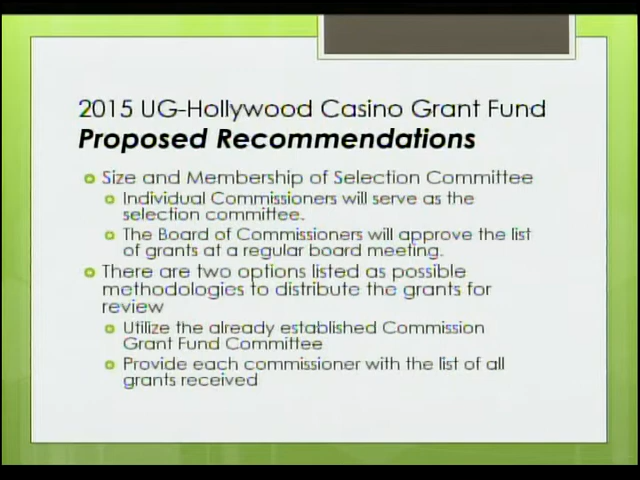 2015 UG-Hollywood Casino Grant Fund
Proposed Recommendations
Size and Membership of Selection Committee
Individual Commissioners will serve as the
selection committee.
The Board of Commissioners will approve the list
of grants at a regular board meeting.
There are two options listed as possible
methodologies to distribute the grants for
review
Utilize the already established Commission
Grant Fund Committee
Provide each commissioner with the list of all
grants received